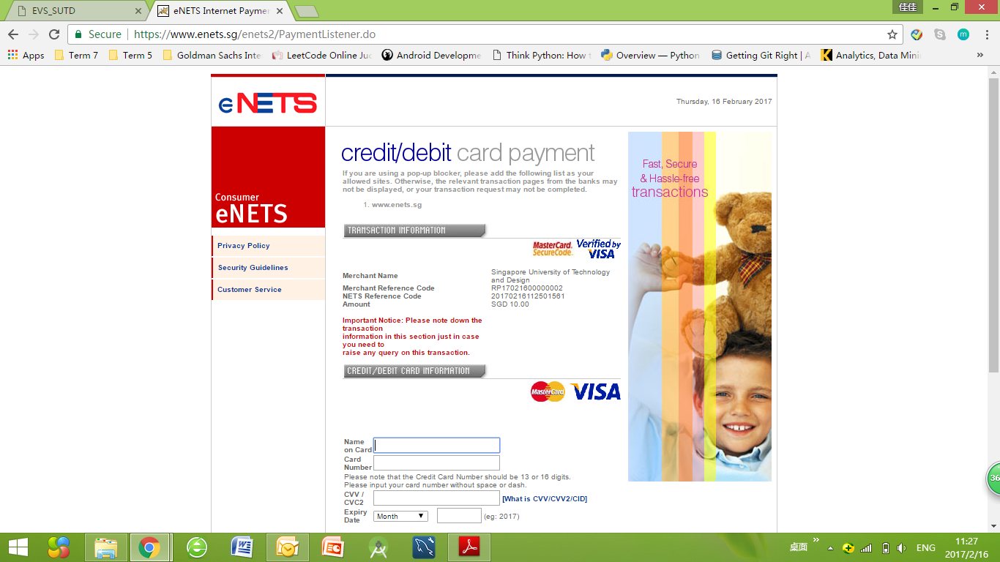 EVS_SUTD
eNETS Internet Paymen
佳佳
Secure
https://www.enets.sg/enets2/PaymentListener.do
Apps
Term 7
Term 5
Goldman Sachs Inte
LeetCode Online Juc
Android Developme
Think Python: How t
Overview — Python
Getting Git Right | A
Analytics, Data Mini
»
eNETS
Thursday, 16 February 2017
Consumer
eNETS
Privacy Policy
Security Guidelines
Customer Service
credit/debit card payment
If you are using a pop-up blocker, please add the following list as your
allowed sites. Otherwise, the relevant transaction pages from the banks may
not be displayed, or your transaction request may not be completed.
1. www.enets.sg
TRANSACTION INFORMATION
MasterCard.
SecureCode.
Verified by
VISA
Merchant Name
Singapore University of Technology
and Design
Merchant Reference Code RP17021600000002
NETS Reference Code 20170216112501561
Amount SGD 10.00
Important Notice: Please note down the
transaction
information in this section just in case
you need to
raise any query on this transaction.
CREDIT/DEBIT CARD INFORMATION
MasterCard
VISA
Name
on Card
Card
Number
Please note that the Credit Card Number should be 13 or 16 digits.
Please input your card number without space or dash.
CVV /
CVC2
[What is CVV/CVV2/CID]
Expiry
Date
Month
(eg: 2017)
Fast, Secure
& Hassle-free
transactions
36
桌面
»
ENG
11:27
2017/2/16